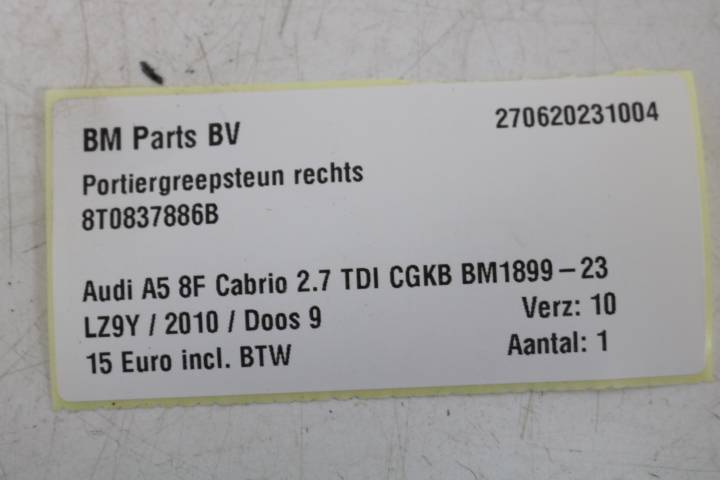 BM Parts BV 270620231004
Portiergreepsteun rechts
8T0837886B
Audi A5 8F Cabrio 2.7 TDI CGKB BM1899-23
LZ9Y / 2010 / Doos 9 Verz: 10
15 Euro incl. BTW Aantal: 1